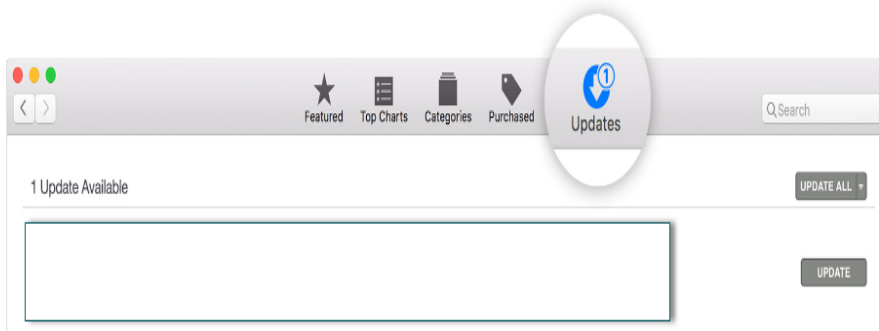 Featured
Top Charts
Categories
Purchased
1
Updates
Search
1 Update Available
UPDATE ALL
UPDATE